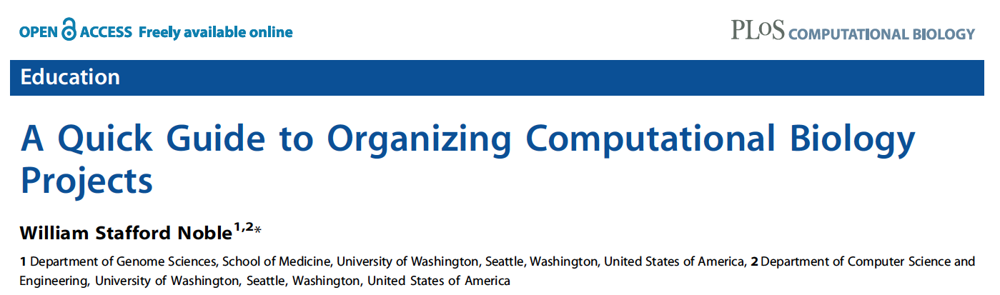 OPEN ACCESS Freely available online
PLoS COMPUTATIONAL BIOLOGY
Education
A Quick Guide to Organizing Computational Biology
Projects
William Stafford Noble1,2*
1 Department of Genome Sciences, School of Medicine, University of Washington, Seattle, Washington, United States of America, 2 Department of Computer Science and
Engineering, University of Washington, Seattle, Washington, United States of America